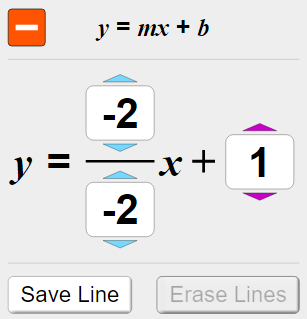 y = mx + b
y = -2/-2 x + 1
Save Line
Erase Lines